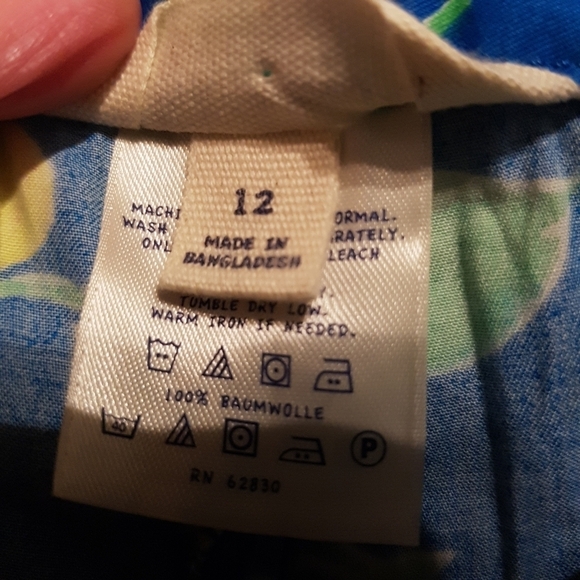 12
MADE IN
BANGLADESH
MACHI ORMAL.
WASH RATELY.
ONL LEACH
TUMBLE DRY LOW.
WARM IRON IF NEEDED.
100% BAUMWOLLE
40
P
RN 62830